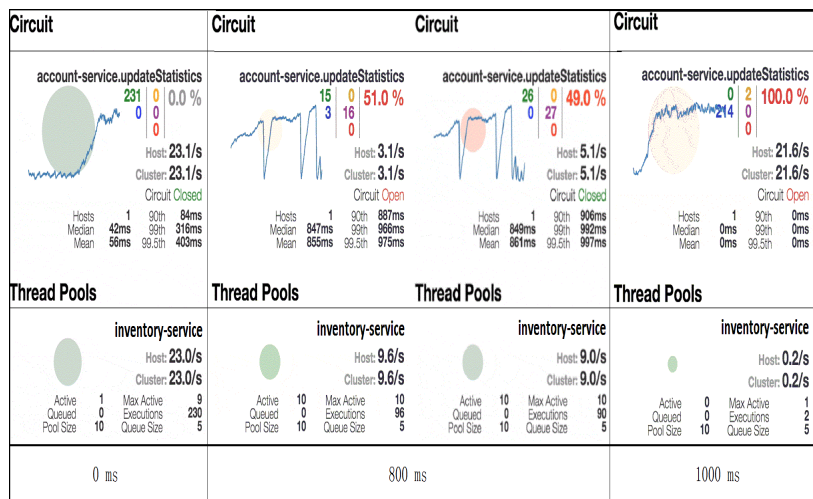 Circuit
account-service.updateStatistics
231 0 0.0 %
0 0
0
Host: 23.1/s
Cluster: 23.1/s
Circuit Closed
Hosts 1 90th 84ms
Median 42ms 99th 316ms
Mean 56ms 99.5th 403ms
Thread Pools
inventory-service
Host: 23.0/s
Cluster: 23.0/s
Active 1 Max Active 9
Queued 0 Executions 230
Pool Size 10 Queue Size 5
0 ms
Circuit
account-service.updateStatistics
15 0 51.0 %
3 16
0
Host: 3.1/s
Cluster: 3.1/s
Circuit Open
Hosts 1 90th 887ms
Median 847ms 99th 966ms
Mean 855ms 99.5th 975ms
Thread Pools
inventory-service
Host: 9.6/s
Cluster: 9.6/s
Active 10 Max Active 10
Queued 0 Executions 96
Pool Size 10 Queue Size 5
Circuit
account-service.updateStatistics
26 0 49.0 %
0 27
0
Host: 5.1/s
Cluster: 5.1/s
Circuit Closed
Hosts 1 90th 906ms
Median 849ms 99th 992ms
Mean 861ms 99.5th 997ms
Thread Pools
inventory-service
Host: 9.0/s
Cluster: 9.0/s
Active 10 Max Active 10
Queued 0 Executions 90
Pool Size 10 Queue Size 5
800 ms
Circuit
account-service.updateStatistics
0 2 100.0 %
214 0
0
Host: 21.6/s
Cluster: 21.6/s
Circuit Open
Hosts 1 90th 0ms
Median 0ms 99th 0ms
Mean 0ms 99.5th 0ms
Thread Pools
inventory-service
Host: 0.2/s
Cluster: 0.2/s
Active 0 Max Active 1
Queued 0 Executions 2
Pool Size 10 Queue Size 5
1000 ms